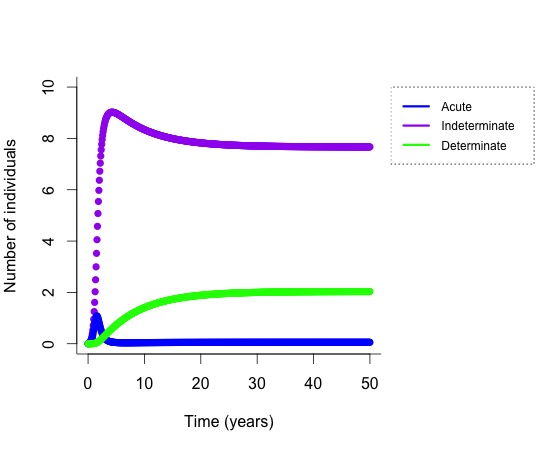 10
8
6
4
2
0
Number of individuals
0 10 20 30 40 50
Time (years)
Acute
Indeterminate
Determinate